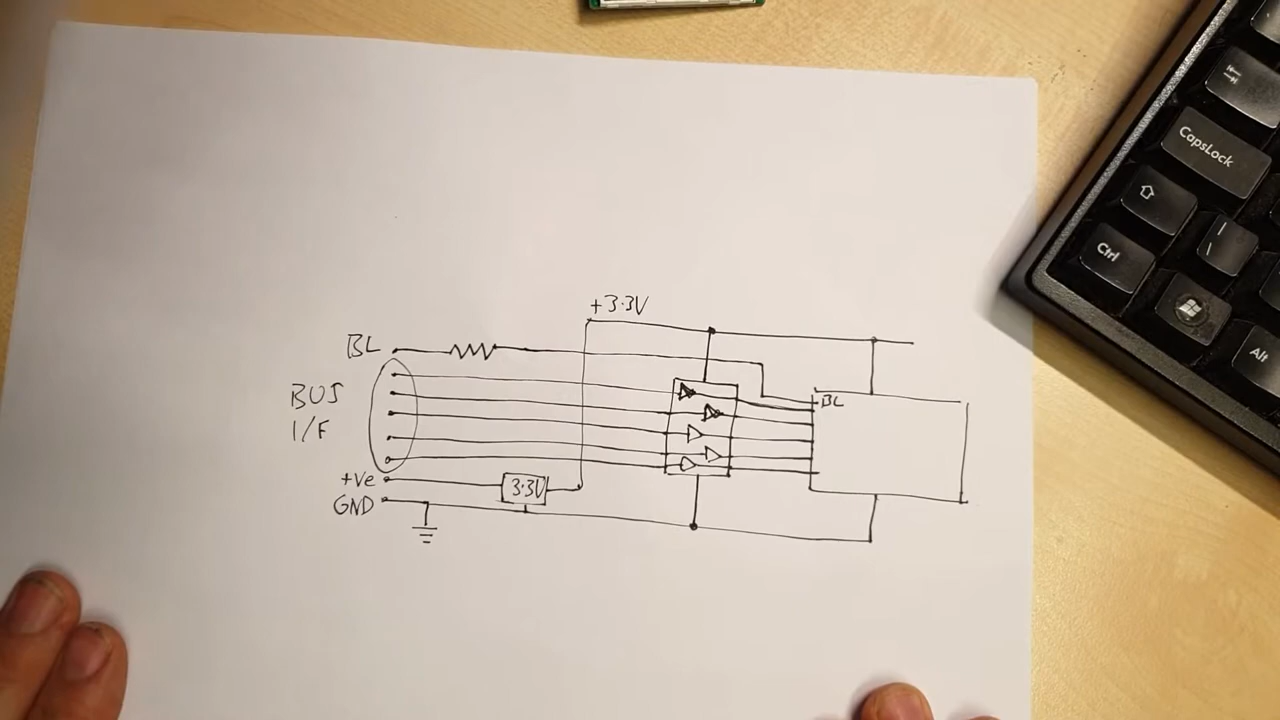 +3.3V
BL
BUS
I/F
BL
+Ve
3.3V
GND
CapsLock
Ctrl
Alt